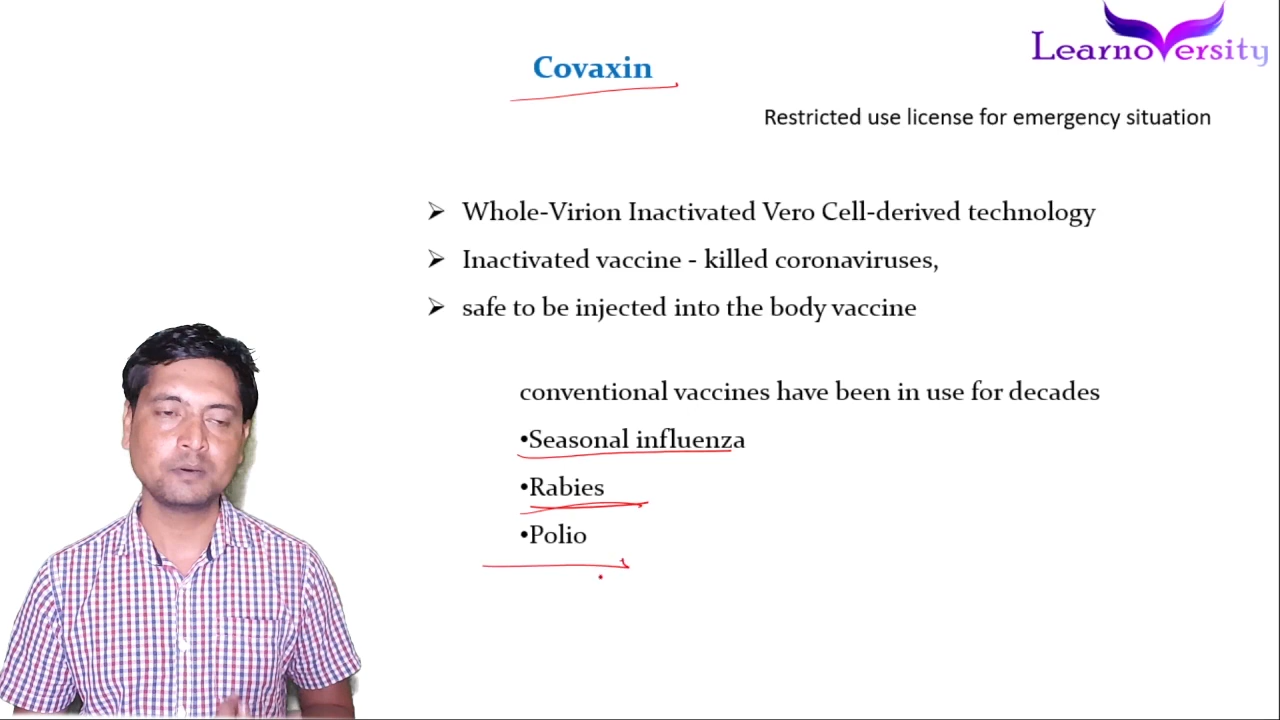 LearnoVersity
Covaxin
Restricted use license for emergency situation
➢ Whole-Virion Inactivated Vero Cell-derived technology
➢ Inactivated vaccine - killed coronaviruses,
➢ safe to be injected into the body vaccine
conventional vaccines have been in use for decades
•Seasonal influenza
•Rabies
•Polio